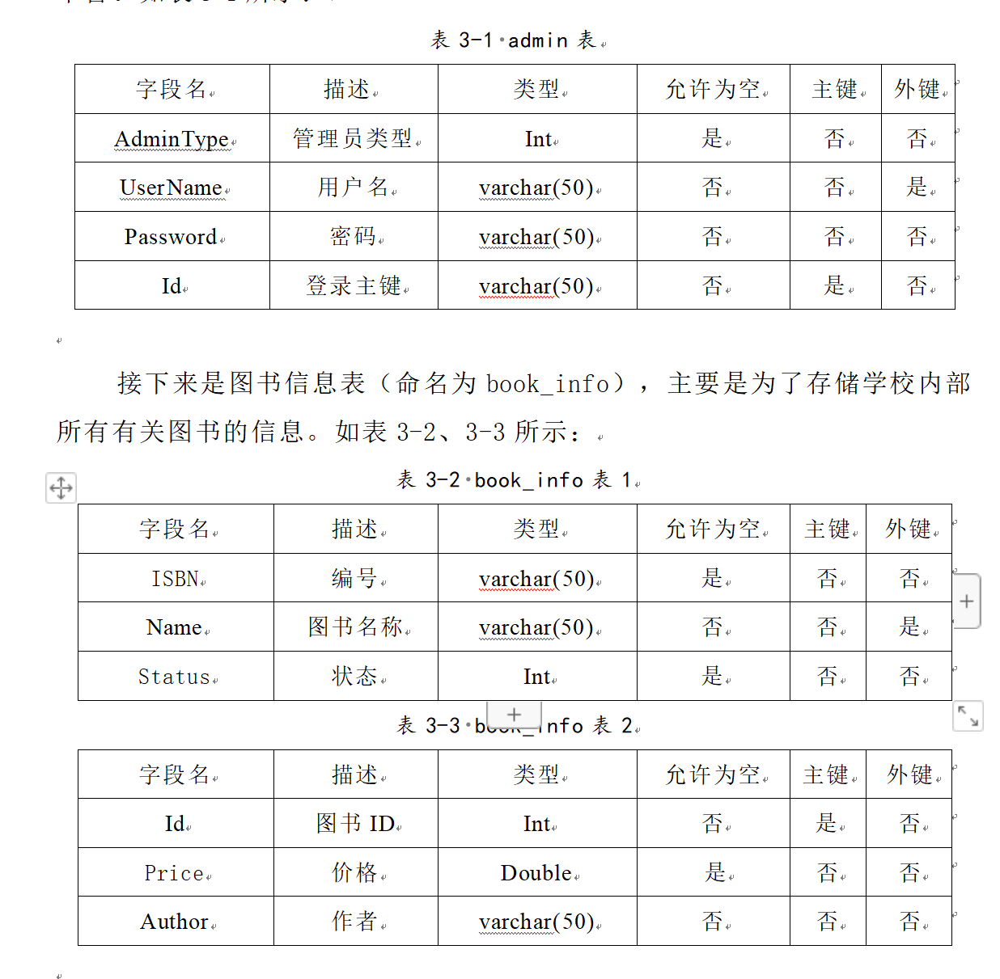 表 3-1 admin 表
字段名 描述 类型 允许为空 主键 外键
AdminType 管理员类型 Int 是 否 否
UserName 用户名 varchar(50) 否 否 是
Password 密码 varchar(50) 否 否 否
Id 登录主键 varchar(50) 否 是 否
接下来是图书信息表（命名为 book_info），主要是为了存储学校内部
所有有关图书的信息。如表 3-2、3-3 所示：
表 3-2 book_info 表 1
字段名 描述 类型 允许为空 主键 外键
ISBN 编号 varchar(50) 是 否 否
Name 图书名称 varchar(50) 否 否 是
Status 状态 Int 是 否 否
表 3-3 book_info 表 2
字段名 描述 类型 允许为空 主键 外键
Id 图书 ID Int 否 是 否
Price 价格 Double 是 否 否
Author 作者 varchar(50) 否 否 否